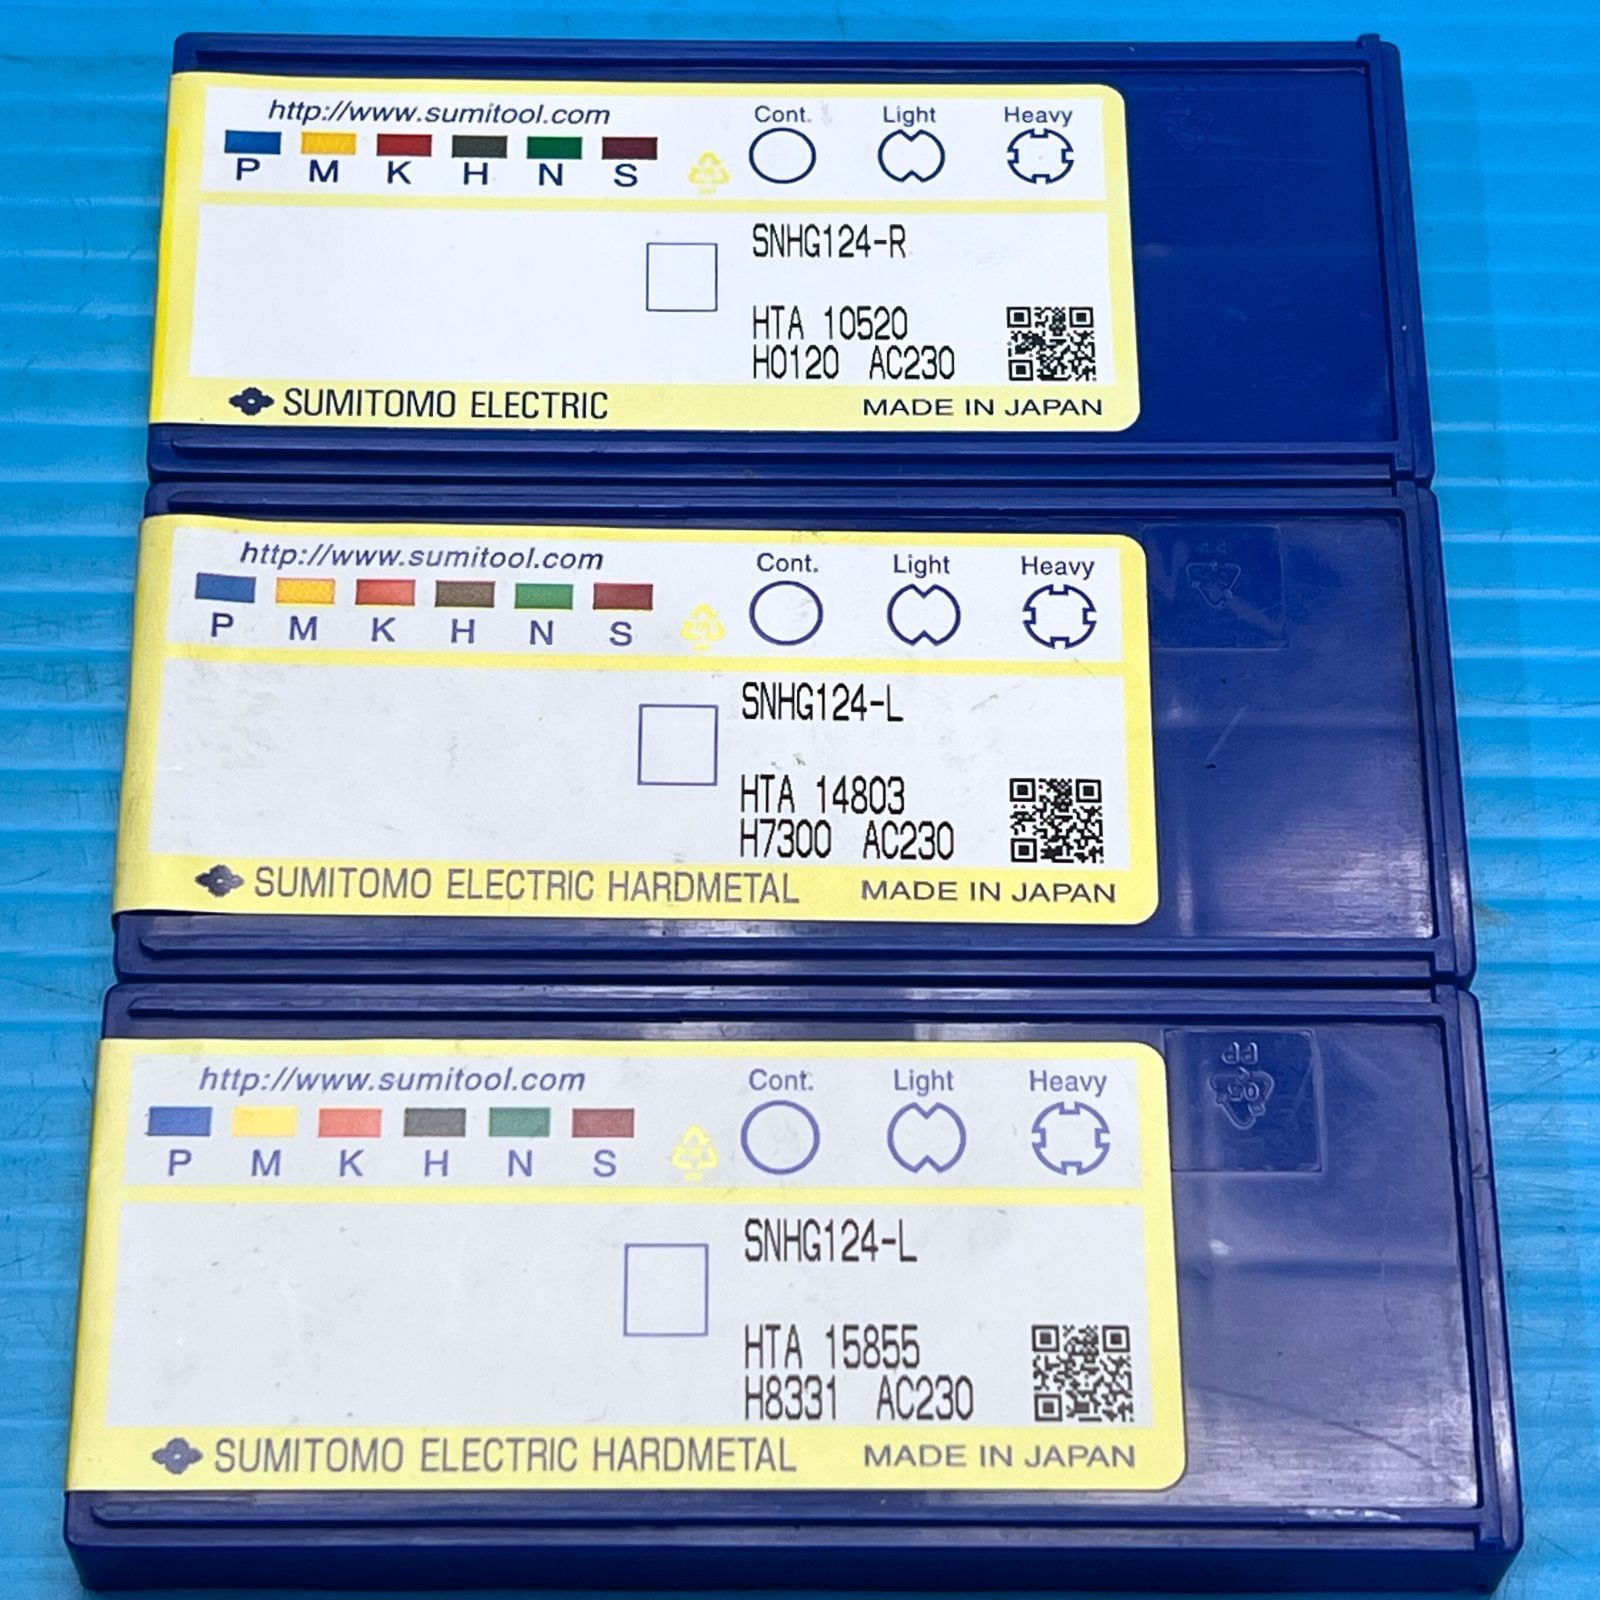 http://www.sumitool.com
Cont. Light Heavy
P M K H N S
SNHG124-R
HTA 10520
H0120 AC230
SUMITOMO ELECTRIC
MADE IN JAPAN
http://www.sumitool.com
Cont. Light Heavy
P M K H N S
SNHG124-L
HTA 14803
H7300 AC230
SUMITOMO ELECTRIC HARDMETAL
MADE IN JAPAN
http://www.sumitool.com
Cont. Light Heavy
P M K H N S
SNHG124-L
HTA 15855
H8331 AC230
SUMITOMO ELECTRIC HARDMETAL
MADE IN JAPAN